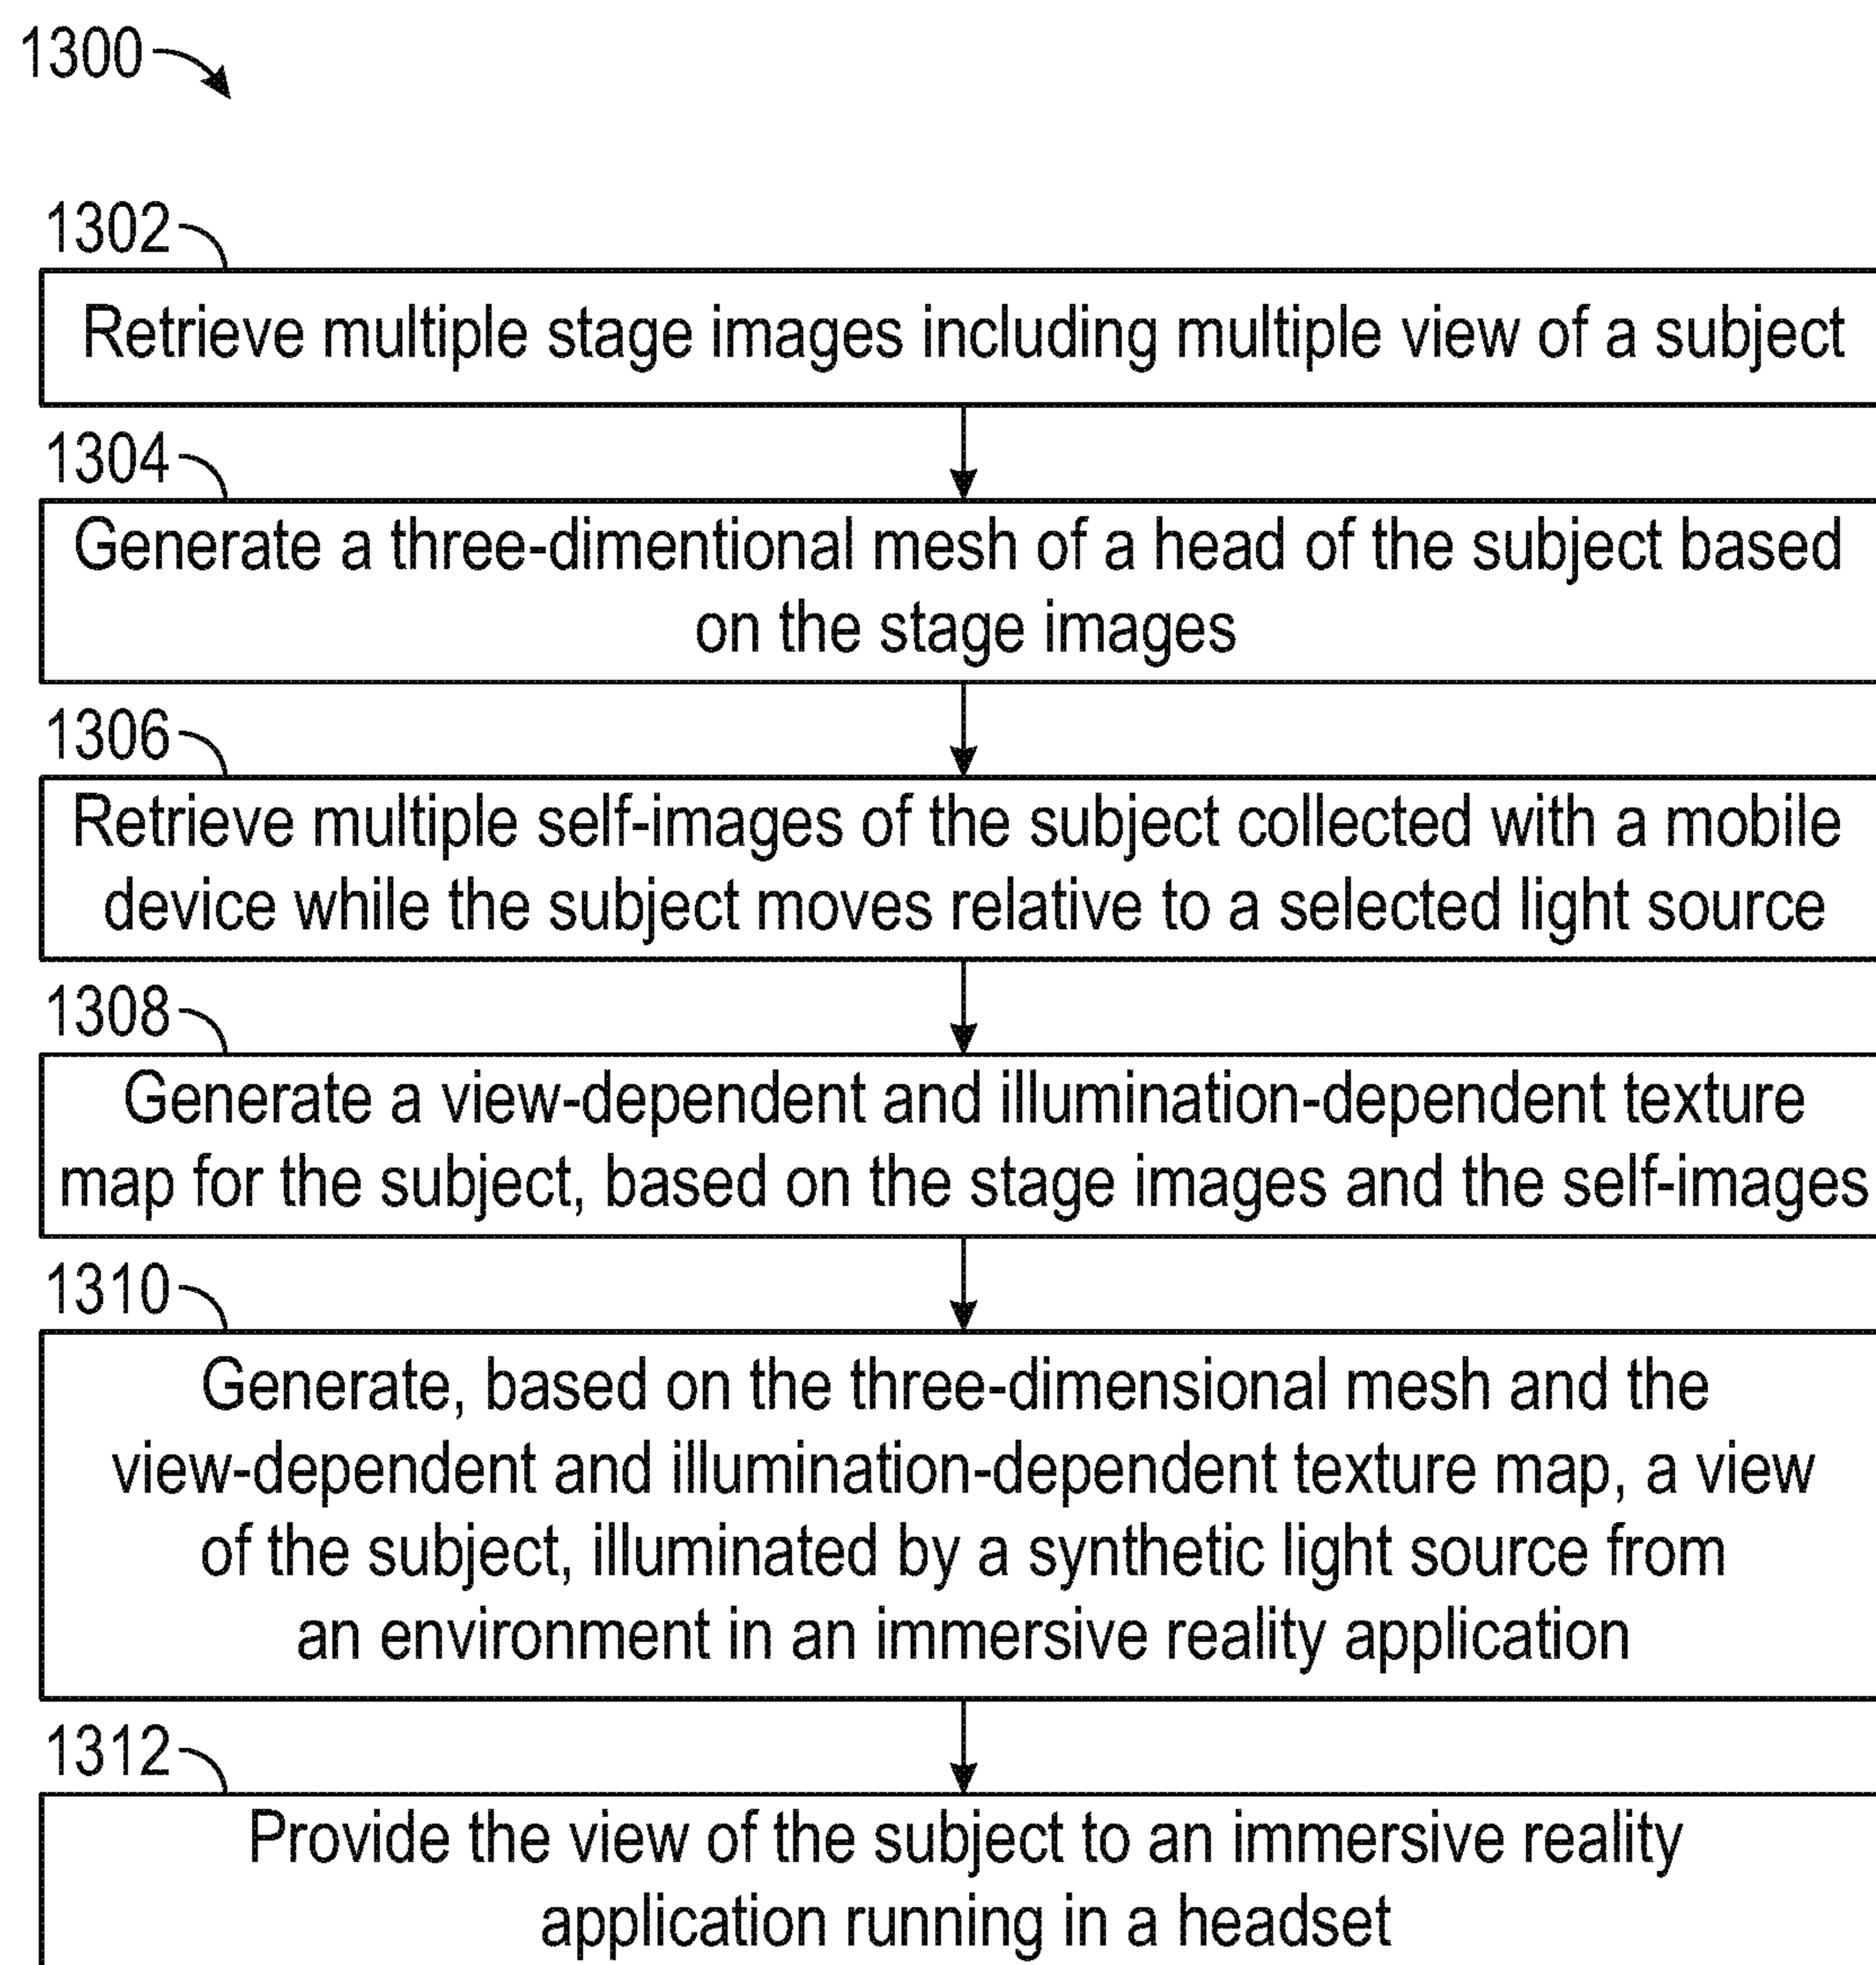 1300
1302
Retrieve multiple stage images including multiple view of a subject
1304
Generate a three-dimentional mesh of a head of the subject based
on the stage images
1306
Retrieve multiple self-images of the subject collected with a mobile
device while the subject moves relative to a selected light source
1308
Generate a view-dependent and illumination-dependent texture
map for the subject, based on the stage images and the self-images
1310
Generate, based on the three-dimensional mesh and the
view-dependent and illumination-dependent texture map, a view
of the subject, illuminated by a synthetic light source from
an environment in an immersive reality application
1312
Provide the view of the subject to an immersive reality
application running in a headset